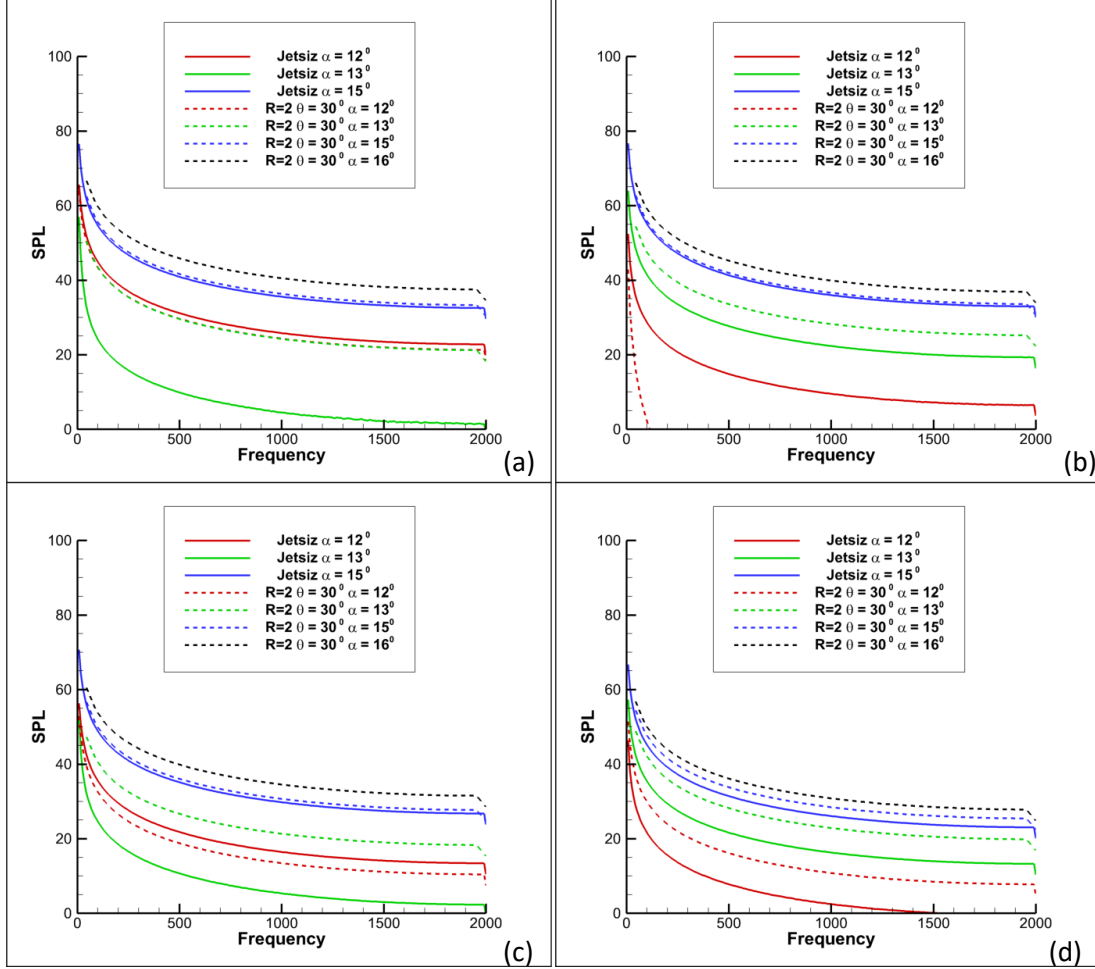 Jetsiz α = 12⁰
Jetsiz α = 13⁰
Jetsiz α = 15⁰
R=2 θ = 30⁰ α = 12⁰
R=2 θ = 30⁰ α = 13⁰
R=2 θ = 30⁰ α = 15⁰
R=2 θ = 30⁰ α = 16⁰
100
80
60
40
20
0
SPL
0 500 1000 1500 2000
Frequency
(a)
Jetsiz α = 12⁰
Jetsiz α = 13⁰
Jetsiz α = 15⁰
R=2 θ = 30⁰ α = 12⁰
R=2 θ = 30⁰ α = 13⁰
R=2 θ = 30⁰ α = 15⁰
R=2 θ = 30⁰ α = 16⁰
100
80
60
40
20
0
SPL
0 500 1000 1500 2000
Frequency
(b)
Jetsiz α = 12⁰
Jetsiz α = 13⁰
Jetsiz α = 15⁰
R=2 θ = 30⁰ α = 12⁰
R=2 θ = 30⁰ α = 13⁰
R=2 θ = 30⁰ α = 15⁰
R=2 θ = 30⁰ α = 16⁰
100
80
60
40
20
0
SPL
0 500 1000 1500 2000
Frequency
(c)
Jetsiz α = 12⁰
Jetsiz α = 13⁰
Jetsiz α = 15⁰
R=2 θ = 30⁰ α = 12⁰
R=2 θ = 30⁰ α = 13⁰
R=2 θ = 30⁰ α = 15⁰
R=2 θ = 30⁰ α = 16⁰
100
80
60
40
20
0
SPL
0 500 1000 1500 2000
Frequency
(d)